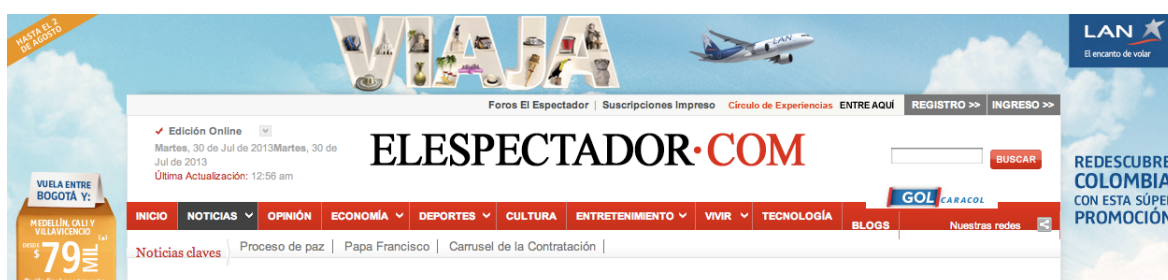 HASTA EL 2
DE AGOSTO
VIAJA
LAN
LAN
El encanto de volar
Foros El Espectador | Suscripciones Impreso Círculo de Experiencias ENTRE AQUÍ REGISTRO >> INGRESO >>
Edición Online
Martes, 30 de Jul de 2013Martes, 30 de
Jul de 2013
Última Actualización: 12:56 am
ELESPECTADOR·COM
BUSCAR
VUELA ENTRE
BOGOTÁ Y:
MEDELLÍN, CALI Y
VILLAVICENCIO
DESDE
$79 MIL
REDESCUBRE
COLOMBIA
CON ESTA SÚPER
PROMOCIÓN
GOL CARACOL
INICIO NOTICIAS OPINIÓN ECONOMÍA DEPORTES CULTURA ENTRETENIMIENTO VIVIR TECNOLOGÍA BLOGS Nuestras redes
Noticias claves Proceso de paz | Papa Francisco | Carrusel de la Contratación |